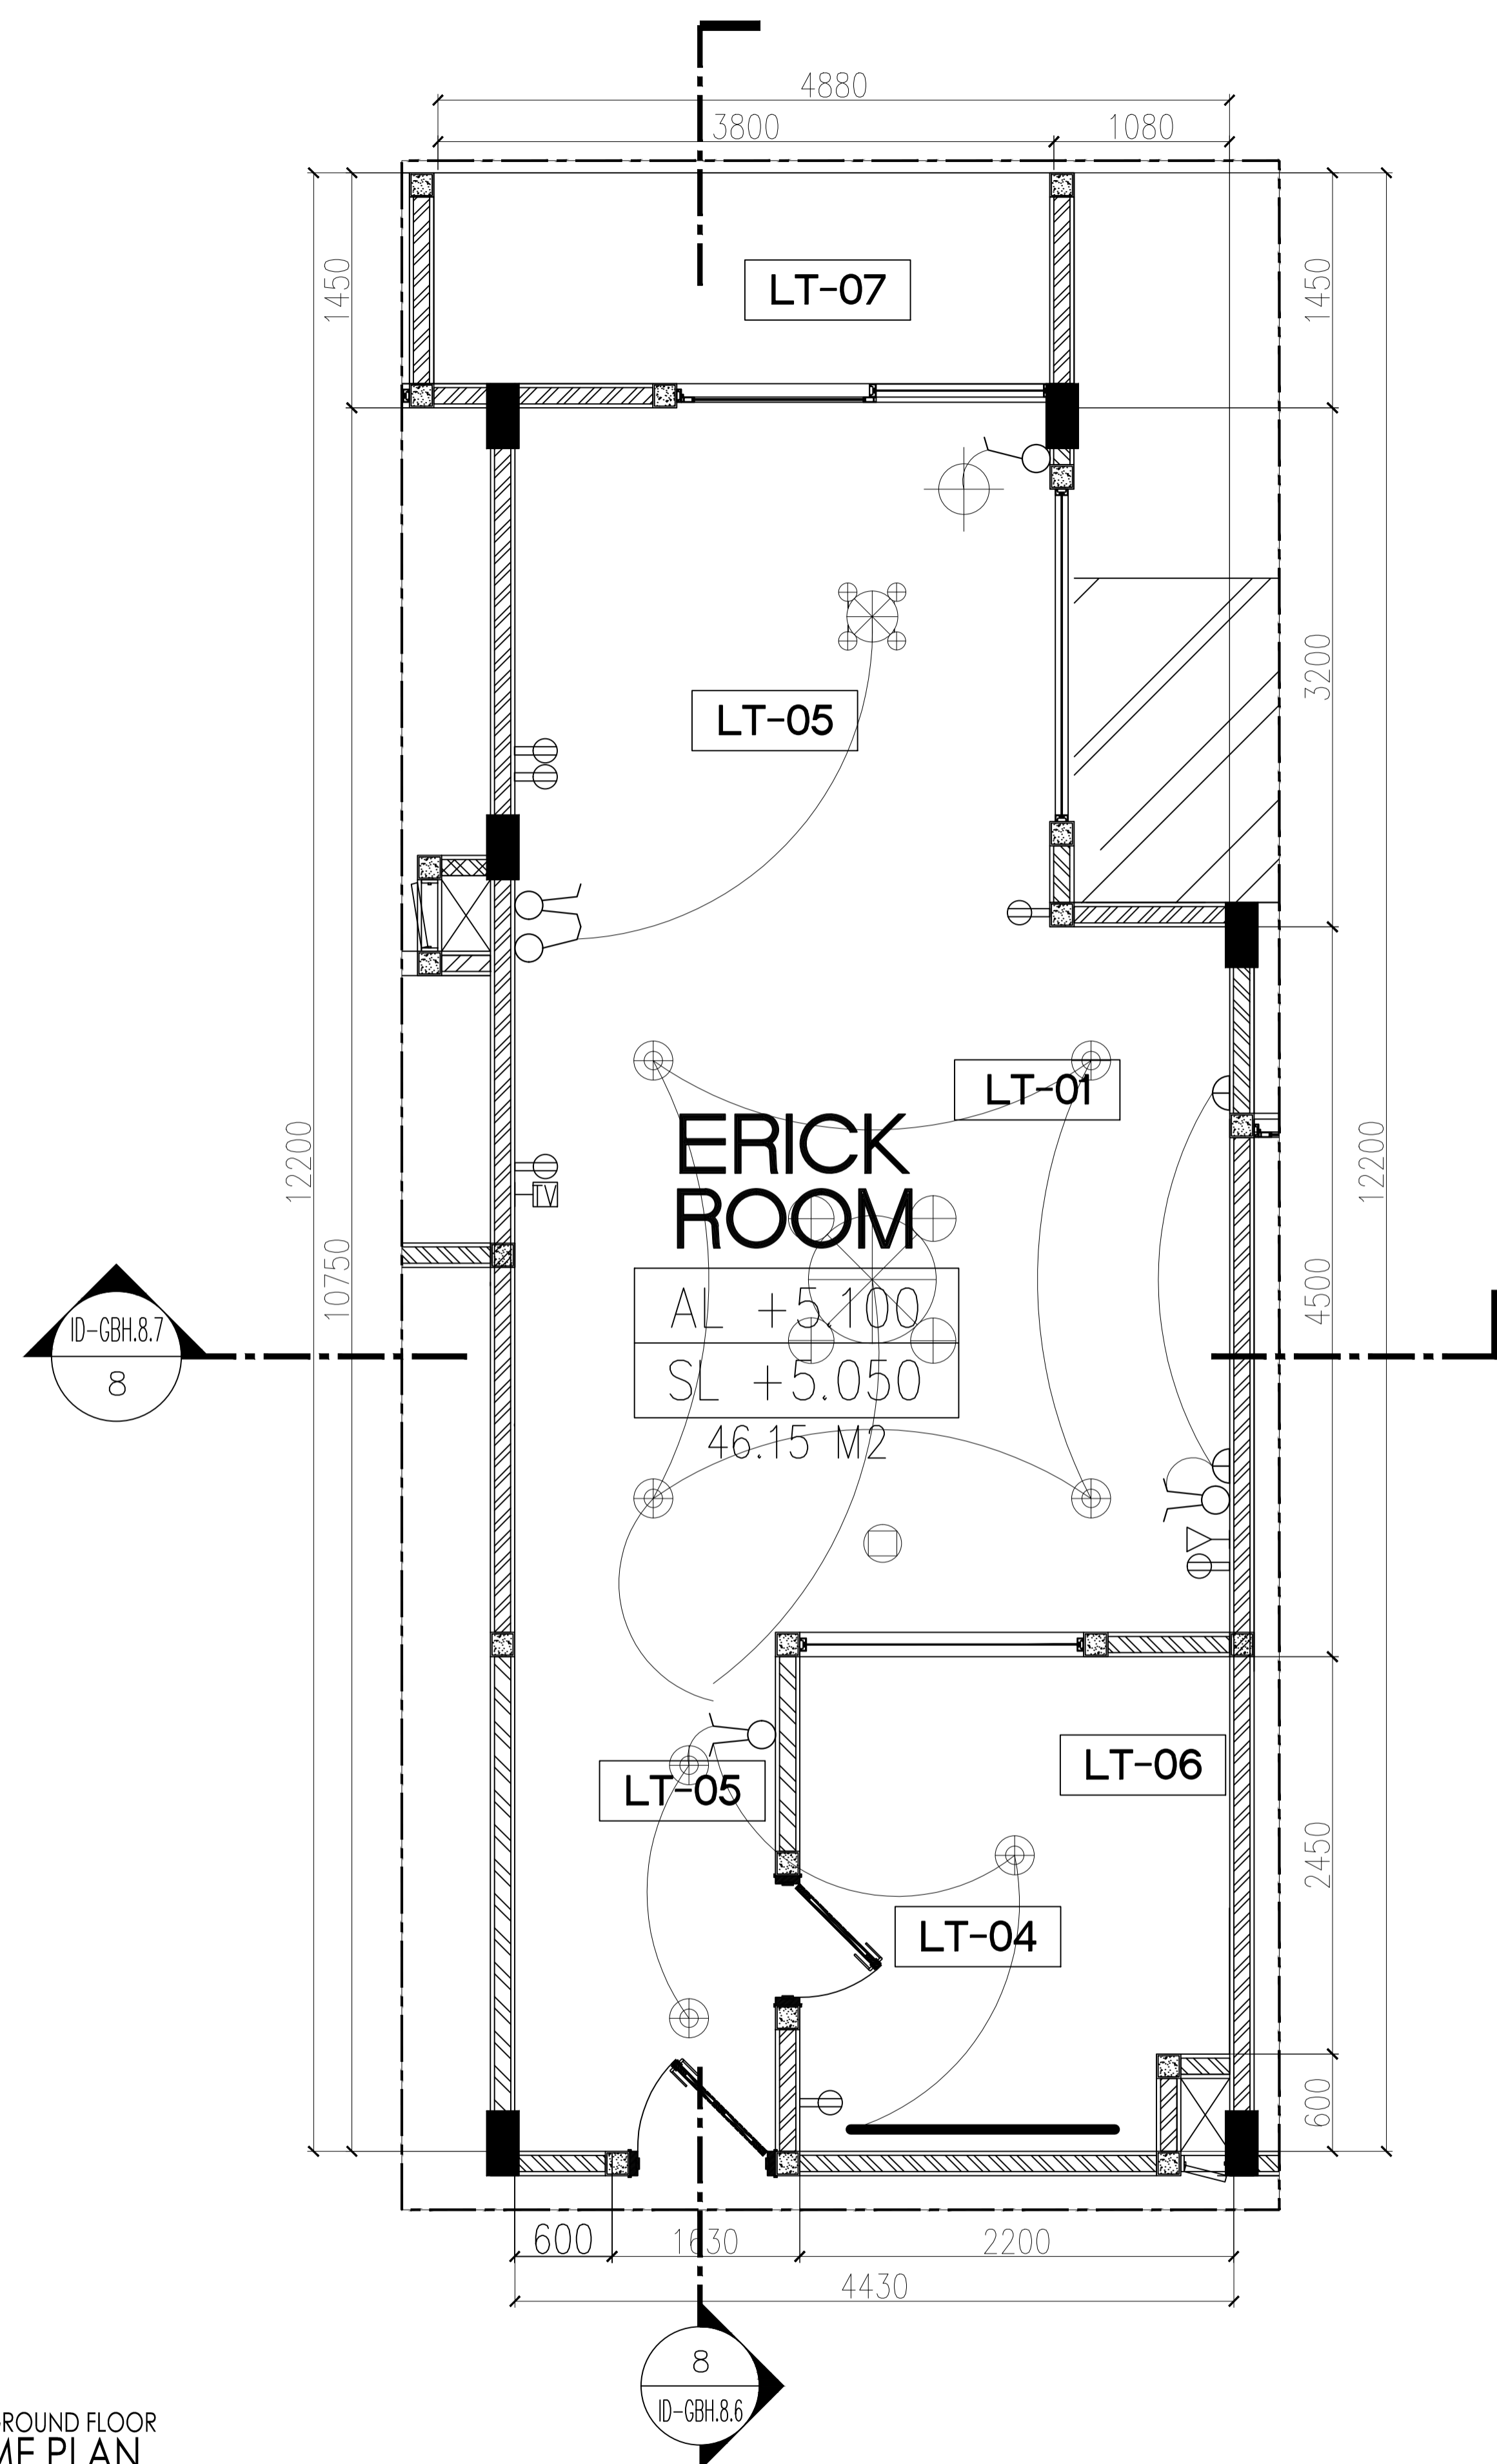 4880
3800
1080
1450
1450
LT-07
LT-05
3200
LT-01
12200
12200
ERICK
ROOM
TV
10750
4500
AL +5.100
SL +5.050
46.15 M2
ID-GBH.8.7
8
LT-06
LT-05
2450
LT-04
600
600
1630
2200
4430
8
ID-GBH.8.6
ROUND FLOOR
ME PLAN